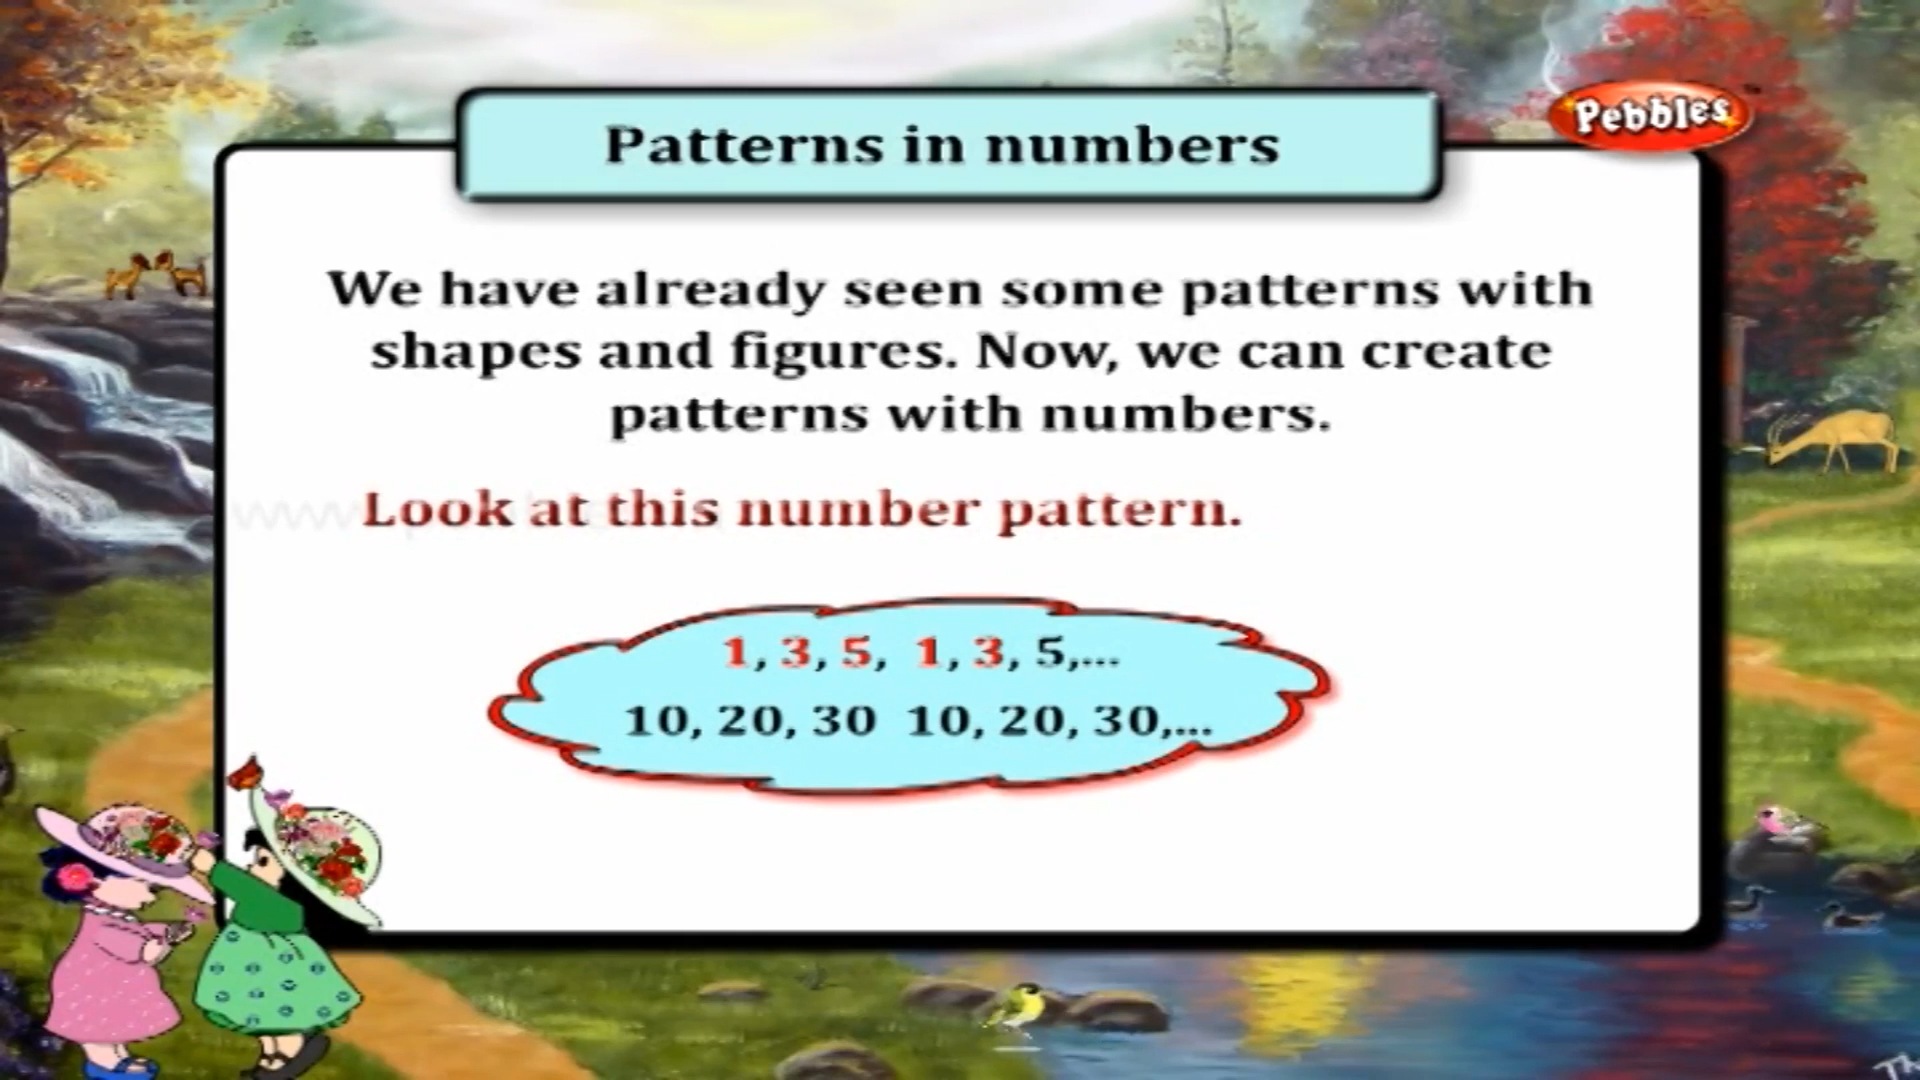 Patterns in numbers
Pebbles
We have already seen some patterns with
shapes and figures. Now, we can create
patterns with numbers.
Look at this number pattern.
1, 3, 5, 1, 3, 5,...
10, 20, 30 10, 20, 30,...